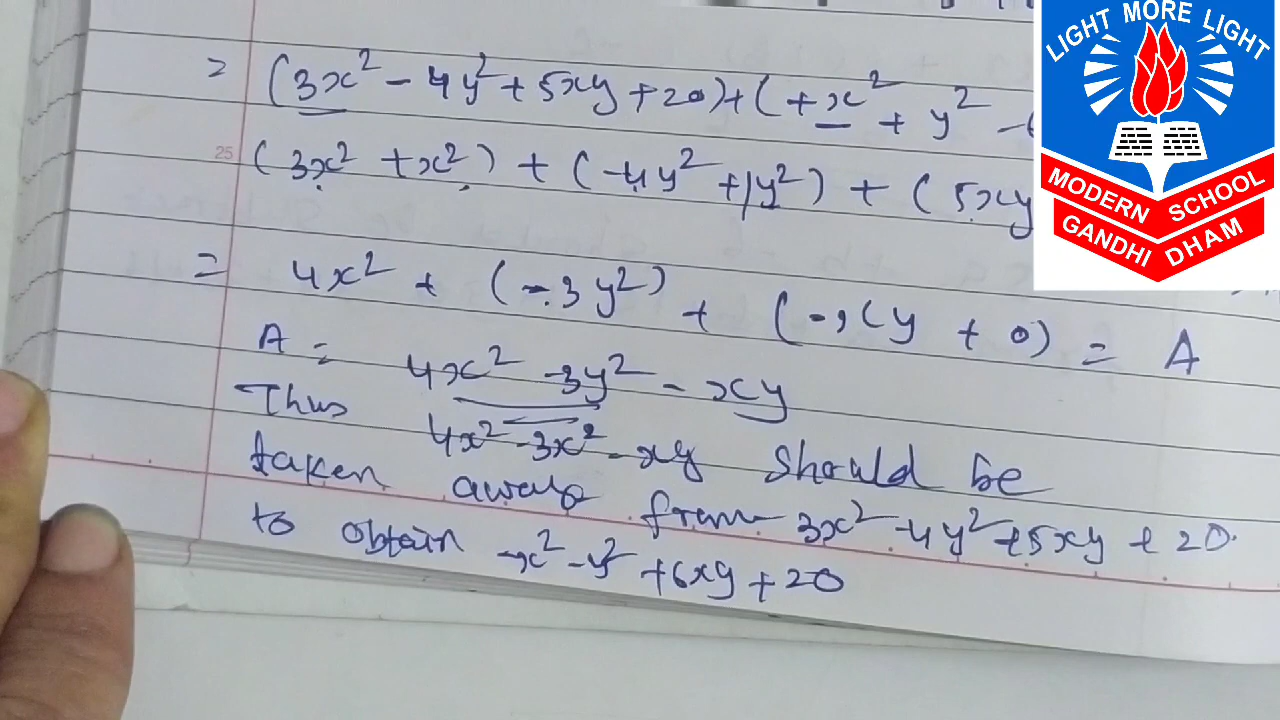 = (3x² - 4y² + 5xy + 20) + (+x² + y² - 6
25 (3x² + x²) + (-4y² + 1y²) + (5xy
= 4x² + (-3y²) + (-xy + 0) = A
A = 4x² - 3y² - xy
Thus 4x² - 3x² - xy should be
taken away from 3x² - 4y² + 5xy + 20.
to obtain -x² - y² + 6xy + 20
LIGHT MORE LIGHT
MODERN SCHOOL
GANDHI DHAM